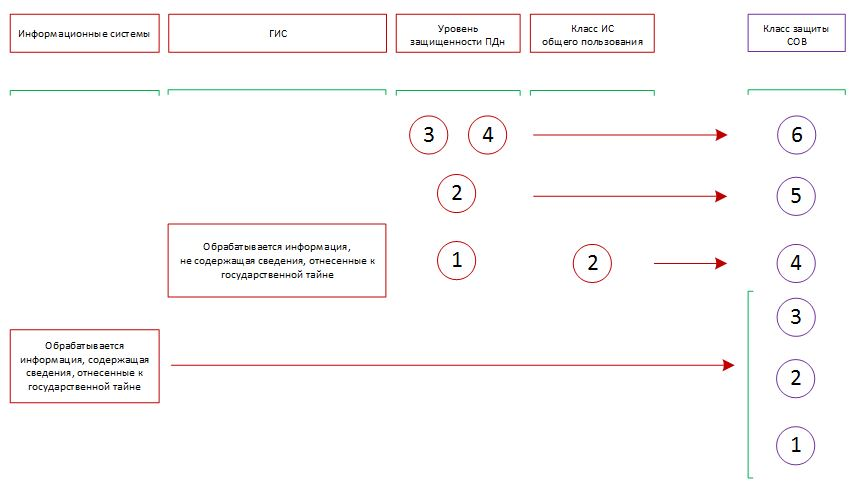 Информационные системы
ГИС
Уровень
защищенности ПДн
Класс ИС
общего пользования
Класс защиты
СОВ
3
4
6
2
5
Обрабатывается информация,
не содержащая сведения, отнесенные к
государственной тайне
1
2
4
3
Обрабатывается
информация, содержащая
сведения, отнесенные к
государственной тайне
2
1